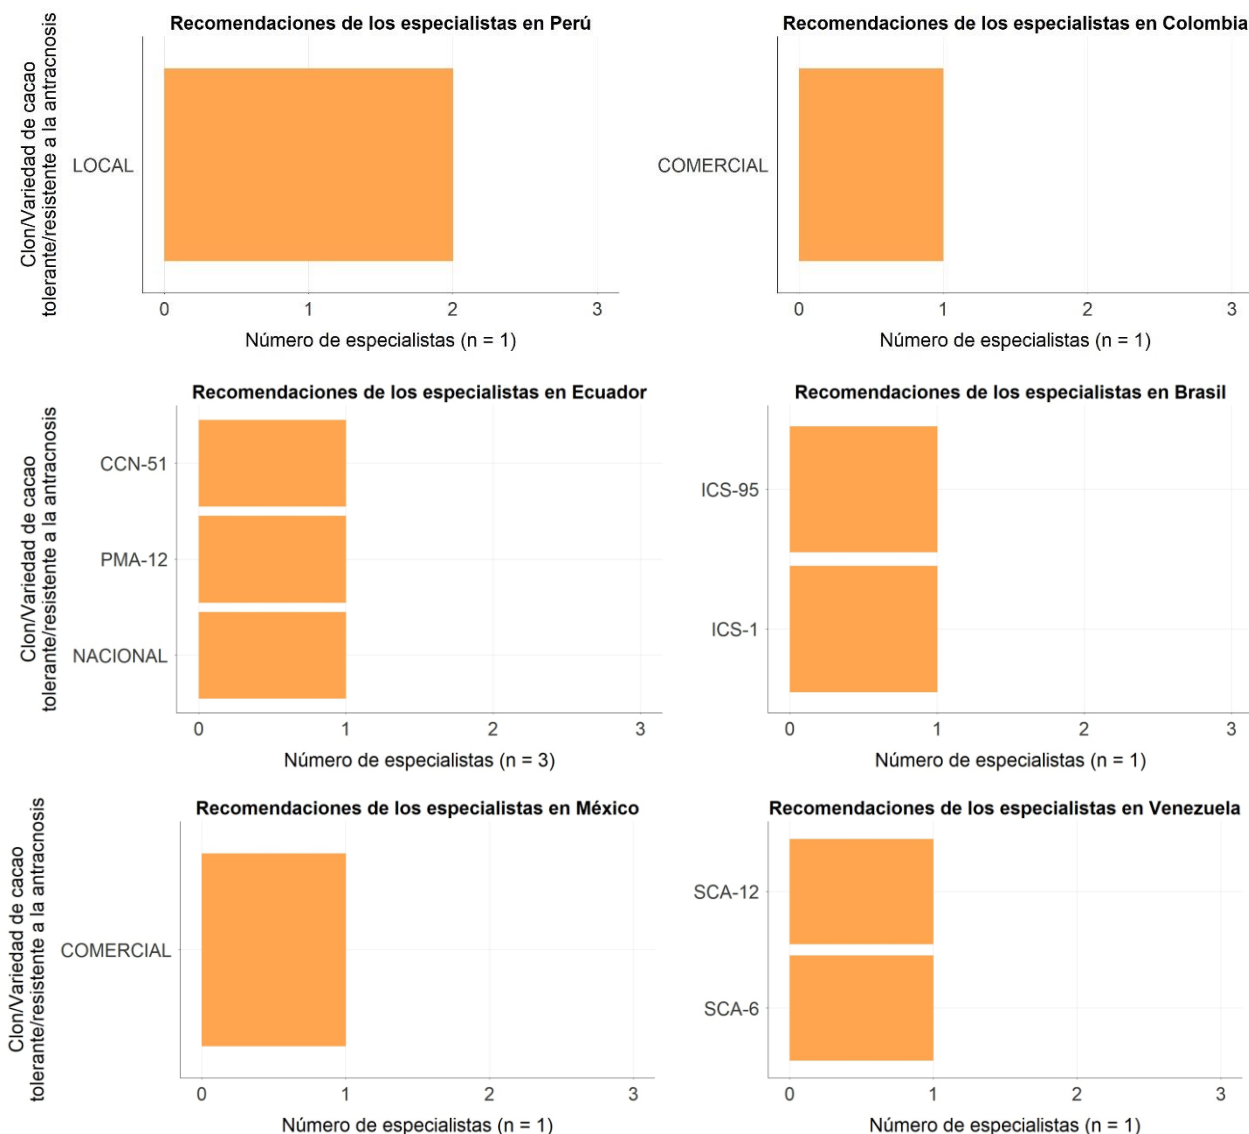 Recomendaciones de los especialistas en Perú
Clon/Variedad de cacao
tolerante/resistente a la antracnosis
LOCAL
0 1 2 3
Número de especialistas (n = 1)
Recomendaciones de los especialistas en Colombia
COMERCIAL
0 1 2 3
Número de especialistas (n = 1)
Recomendaciones de los especialistas en Ecuador
Clon/Variedad de cacao
tolerante/resistente a la antracnosis
CCN-51
PMA-12
NACIONAL
0 1 2 3
Número de especialistas (n = 3)
Recomendaciones de los especialistas en Brasil
ICS-95
ICS-1
0 1 2 3
Número de especialistas (n = 1)
Recomendaciones de los especialistas en México
Clon/Variedad de cacao
tolerante/resistente a la antracnosis
COMERCIAL
0 1 2 3
Número de especialistas (n = 1)
Recomendaciones de los especialistas en Venezuela
SCA-12
SCA-6
0 1 2 3
Número de especialistas (n = 1)